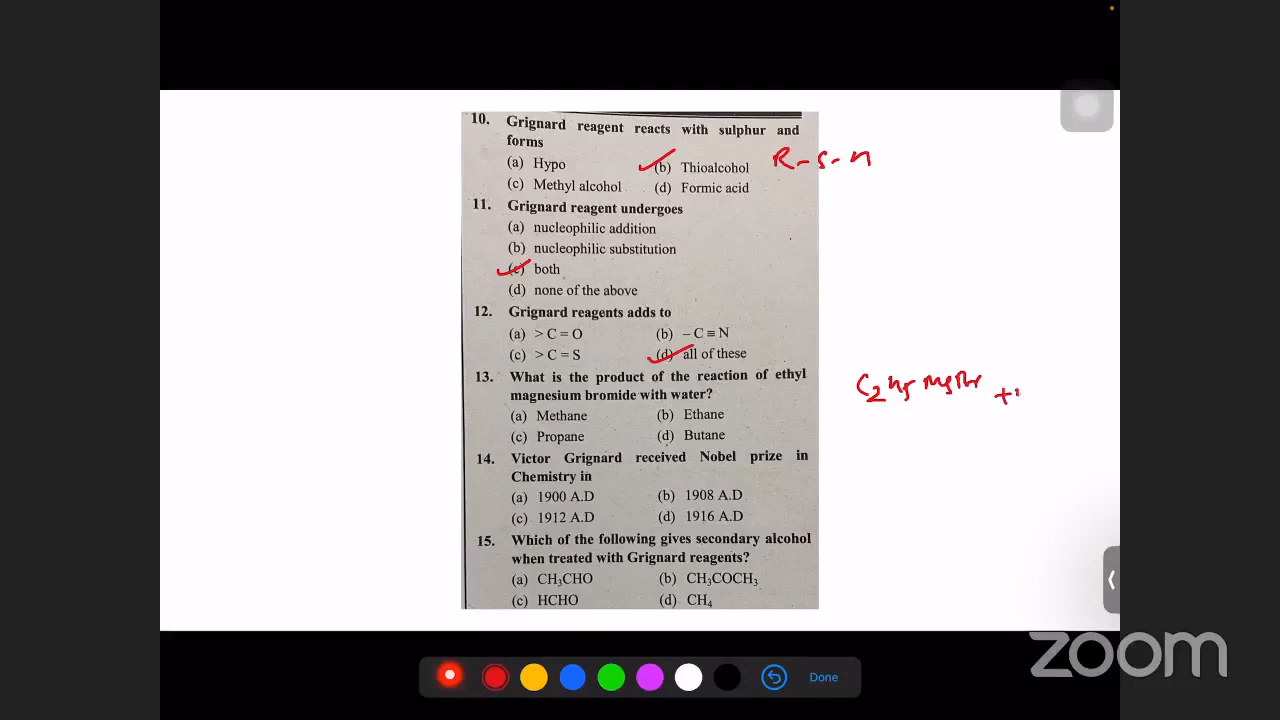 10. Grignard reagent reacts with sulphur and
forms
(a) Hypo (b) Thioalcohol R-S-H
(c) Methyl alcohol (d) Formic acid
11. Grignard reagent undergoes
(a) nucleophilic addition
(b) nucleophilic substitution
(c) both
(d) none of the above
12. Grignard reagents adds to
(a) > C = O (b) – C ≡ N
(c) > C = S (d) all of these
13. What is the product of the reaction of ethyl
magnesium bromide with water?
C2H5MgBr +
(a) Methane (b) Ethane
(c) Propane (d) Butane
14. Victor Grignard received Nobel prize in
Chemistry in
(a) 1900 A.D (b) 1908 A.D
(c) 1912 A.D (d) 1916 A.D
15. Which of the following gives secondary alcohol
when treated with Grignard reagents?
(a) CH₃CHO (b) CH₃COCH₃
(c) HCHO (d) CH₄
zoom
Done